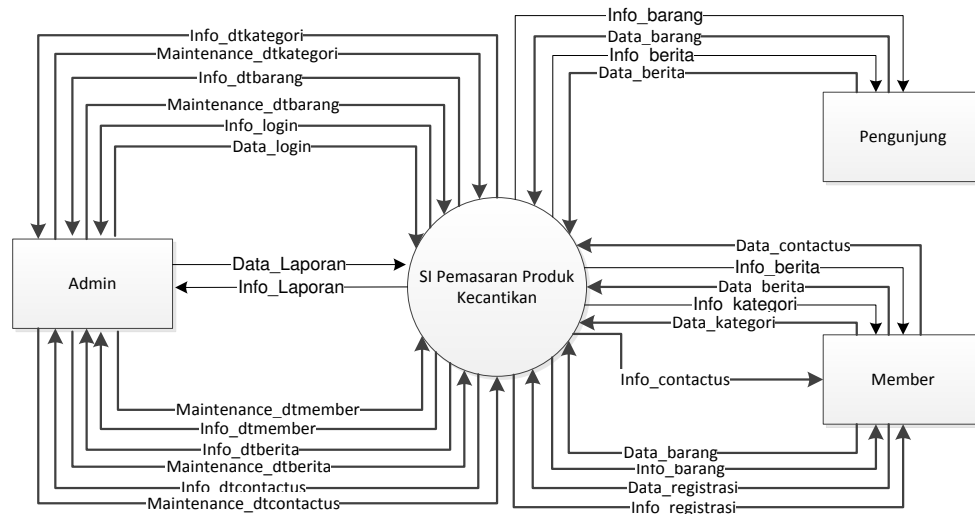 Info_dtkategori
Maintenance_dtkategori
Info_dtbarang
Maintenance_dtbarang
Info_login
Data_login
Info_barang
Data_barang
Info_berita
Data_berita
Pengunjung
Admin
Data_Laporan
Info_Laporan
SI Pemasaran Produk
Kecantikan
Data_contactus
Info_berita
Data_berita
Info_kategori
Data_kategori
Info_contactus
Member
Maintenance_dtmember
Info_dtmember
Info_dtberita
Maintenance_dtberita
Info_dtcontactus
Maintenance_dtcontactus
Data_barang
Info_barang
Data_registrasi
Info_registrasi